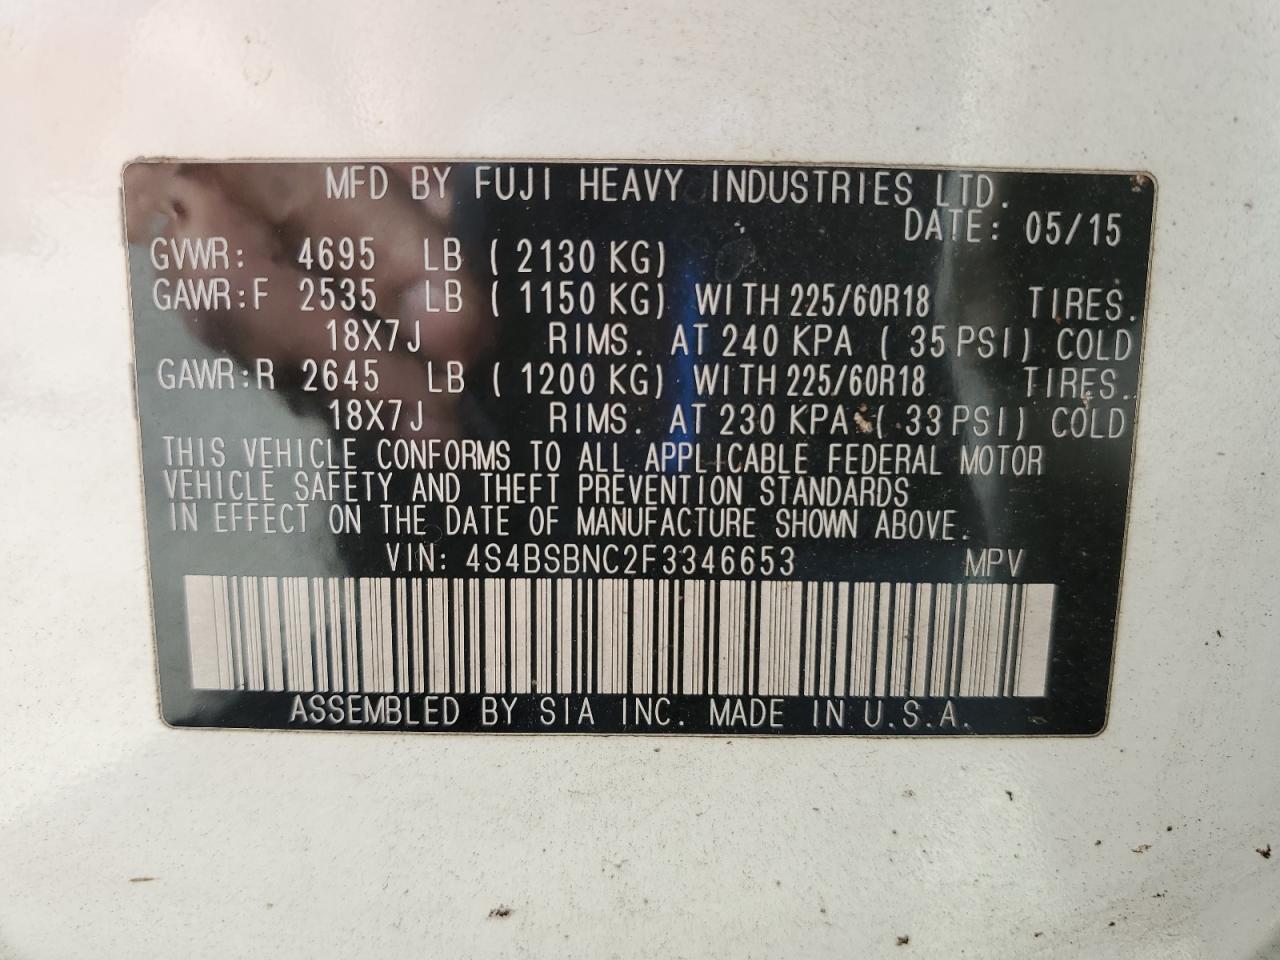 MFD BY FUJI HEAVY INDUSTRIES LTD.
DATE: 05/15
GVWR: 4695 LB ( 2130 KG)
GAWR:F 2535 LB ( 1150 KG) WITH 225/60R18 TIRES.
18X7J RIMS. AT 240 KPA ( 35 PSI) COLD
GAWR:R 2645 LB ( 1200 KG) WITH 225/60R18 TIRES.
18X7J RIMS. AT 230 KPA ( 33 PSI) COLD
THIS VEHICLE CONFORMS TO ALL APPLICABLE FEDERAL MOTOR
VEHICLE SAFETY AND THEFT PREVENTION STANDARDS
IN EFFECT ON THE DATE OF MANUFACTURE SHOWN ABOVE.
VIN: 4S4BSBNC2F3346653 MPV
ASSEMBLED BY SIA INC. MADE IN U.S.A.